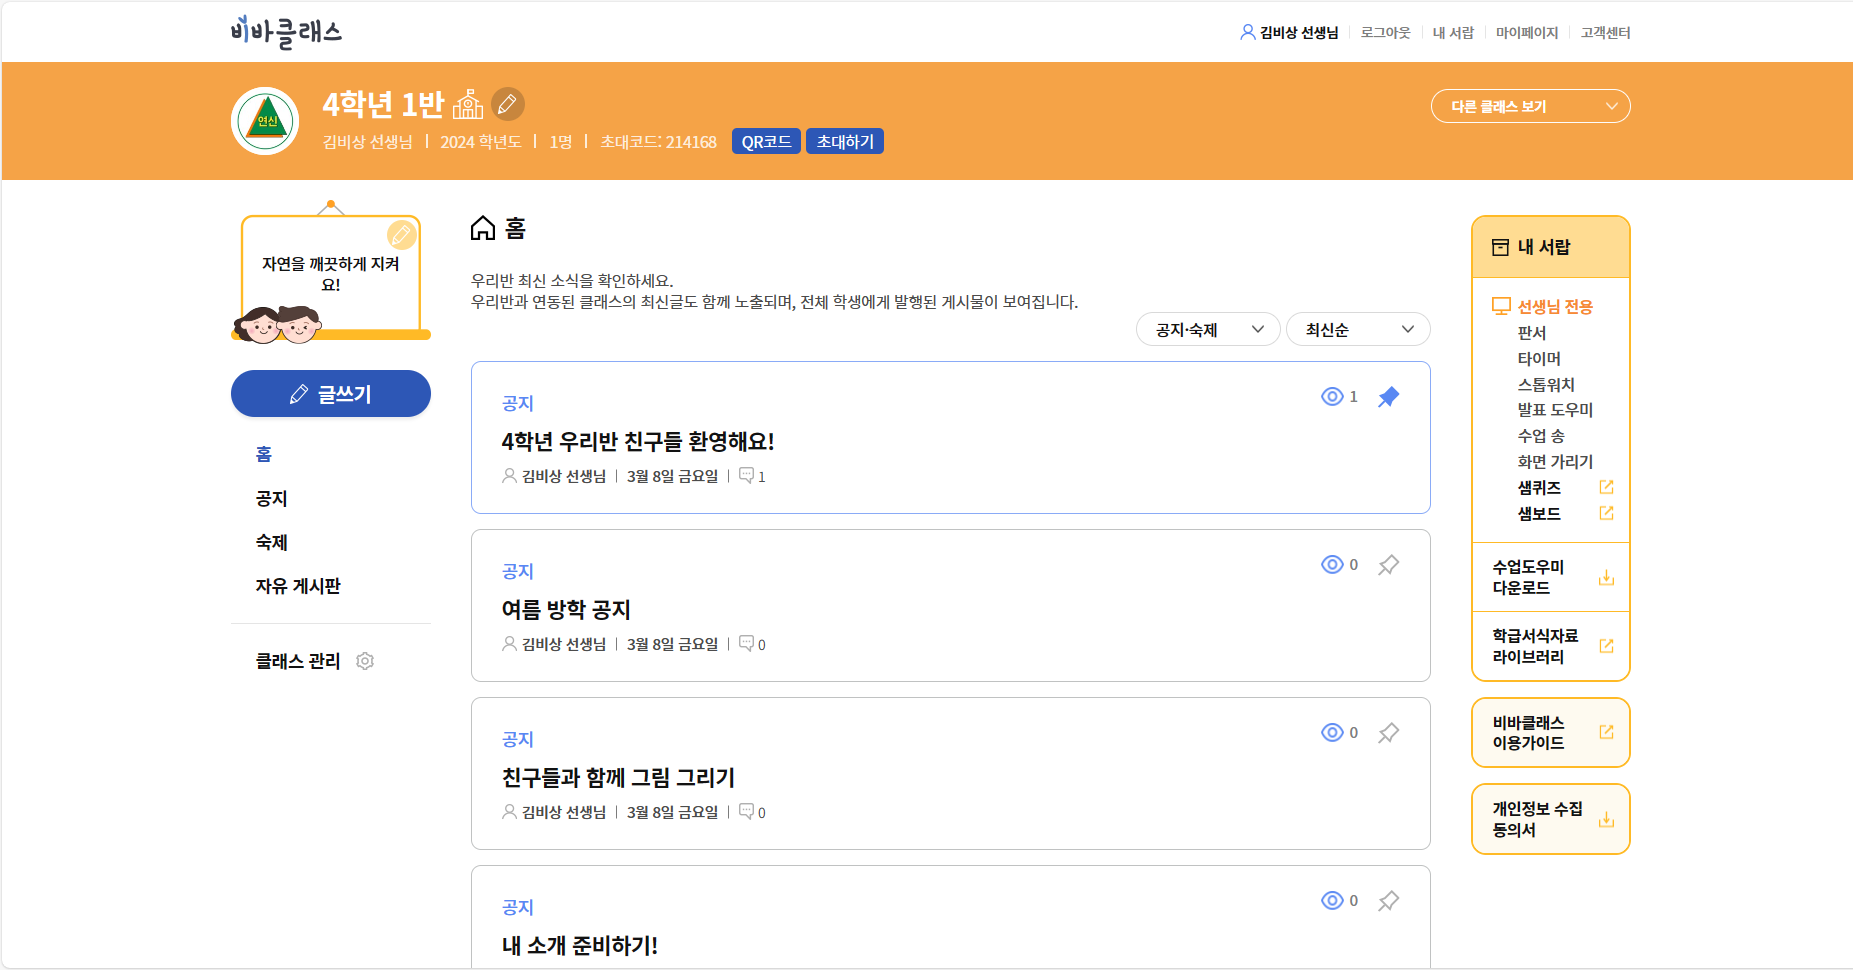 비바클래스
김비상 선생님 로그아웃 내 서랍 마이페이지 고객센터
연신
4학년 1반
김비상 선생님 2024 학년도 1명 초대코드: 214168 QR코드 초대하기
다른 클래스 보기
자연을 깨끗하게 지켜
요!
글쓰기
홈
공지
숙제
자유 게시판
클래스 관리
홈
우리반 최신 소식을 확인하세요.
우리반과 연동된 클래스의 최신글도 함께 노출되며, 전체 학생에게 발행된 게시물이 보여집니다.
공지·숙제 최신순
공지 1
4학년 우리반 친구들 환영해요!
김비상 선생님 3월 8일 금요일 1
공지 0
여름 방학 공지
김비상 선생님 3월 8일 금요일 0
공지 0
친구들과 함께 그림 그리기
김비상 선생님 3월 8일 금요일 0
공지 0
내 소개 준비하기!
내 서랍
선생님 전용
판서
타이머
스톱워치
발표 도우미
수업 송
화면 가리기
샘퀴즈
샘보드
수업도우미
다운로드
학급서식자료
라이브러리
비바클래스
이용가이드
개인정보 수집
동의서